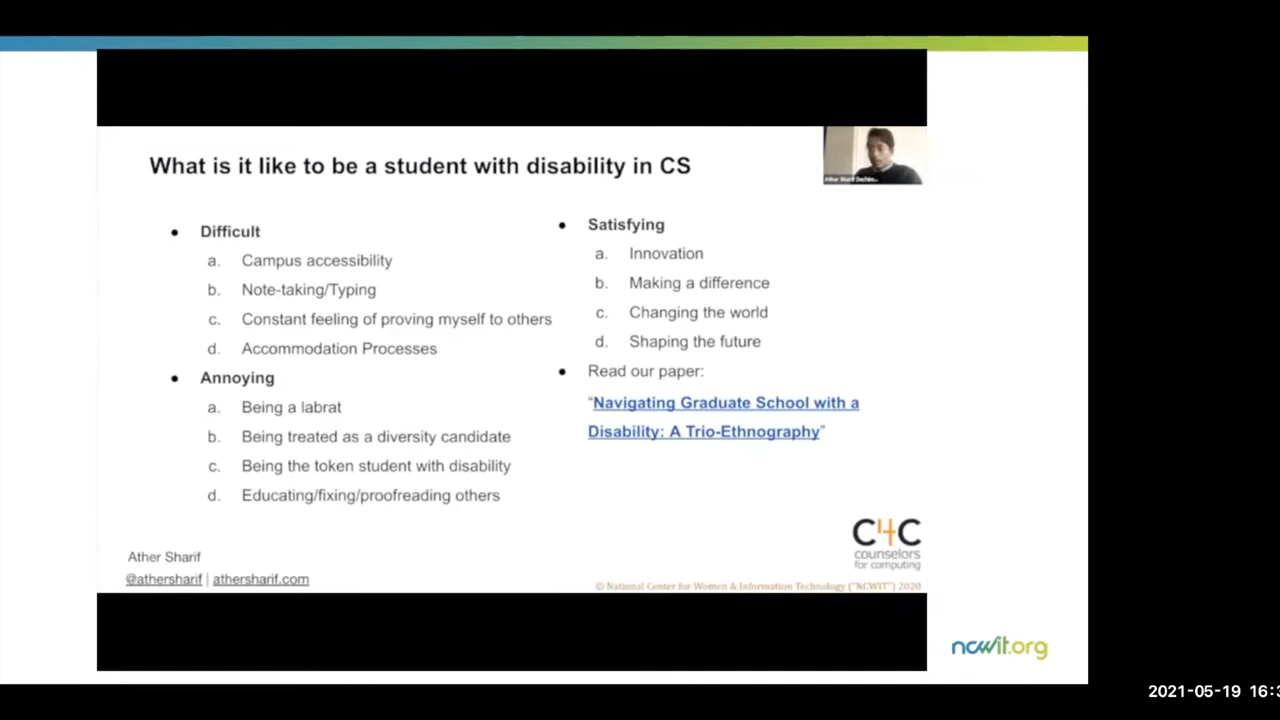 What is it like to be a student with disability in CS
● Difficult
a. Campus accessibility
b. Note-taking/Typing
c. Constant feeling of proving myself to others
d. Accommodation Processes
● Annoying
a. Being a labrat
b. Being treated as a diversity candidate
c. Being the token student with disability
d. Educating/fixing/proofreading others
● Satisfying
a. Innovation
b. Making a difference
c. Changing the world
d. Shaping the future
● Read our paper:
“Navigating Graduate School with a
Disability: A Trio-Ethnography”
Ather Sharif
@athersharif | athersharif.com
C4C
counselors
for computing
© National Center for Women & Information Technology ("NCWIT") 2020
ncwit.org
2021-05-19 16:3